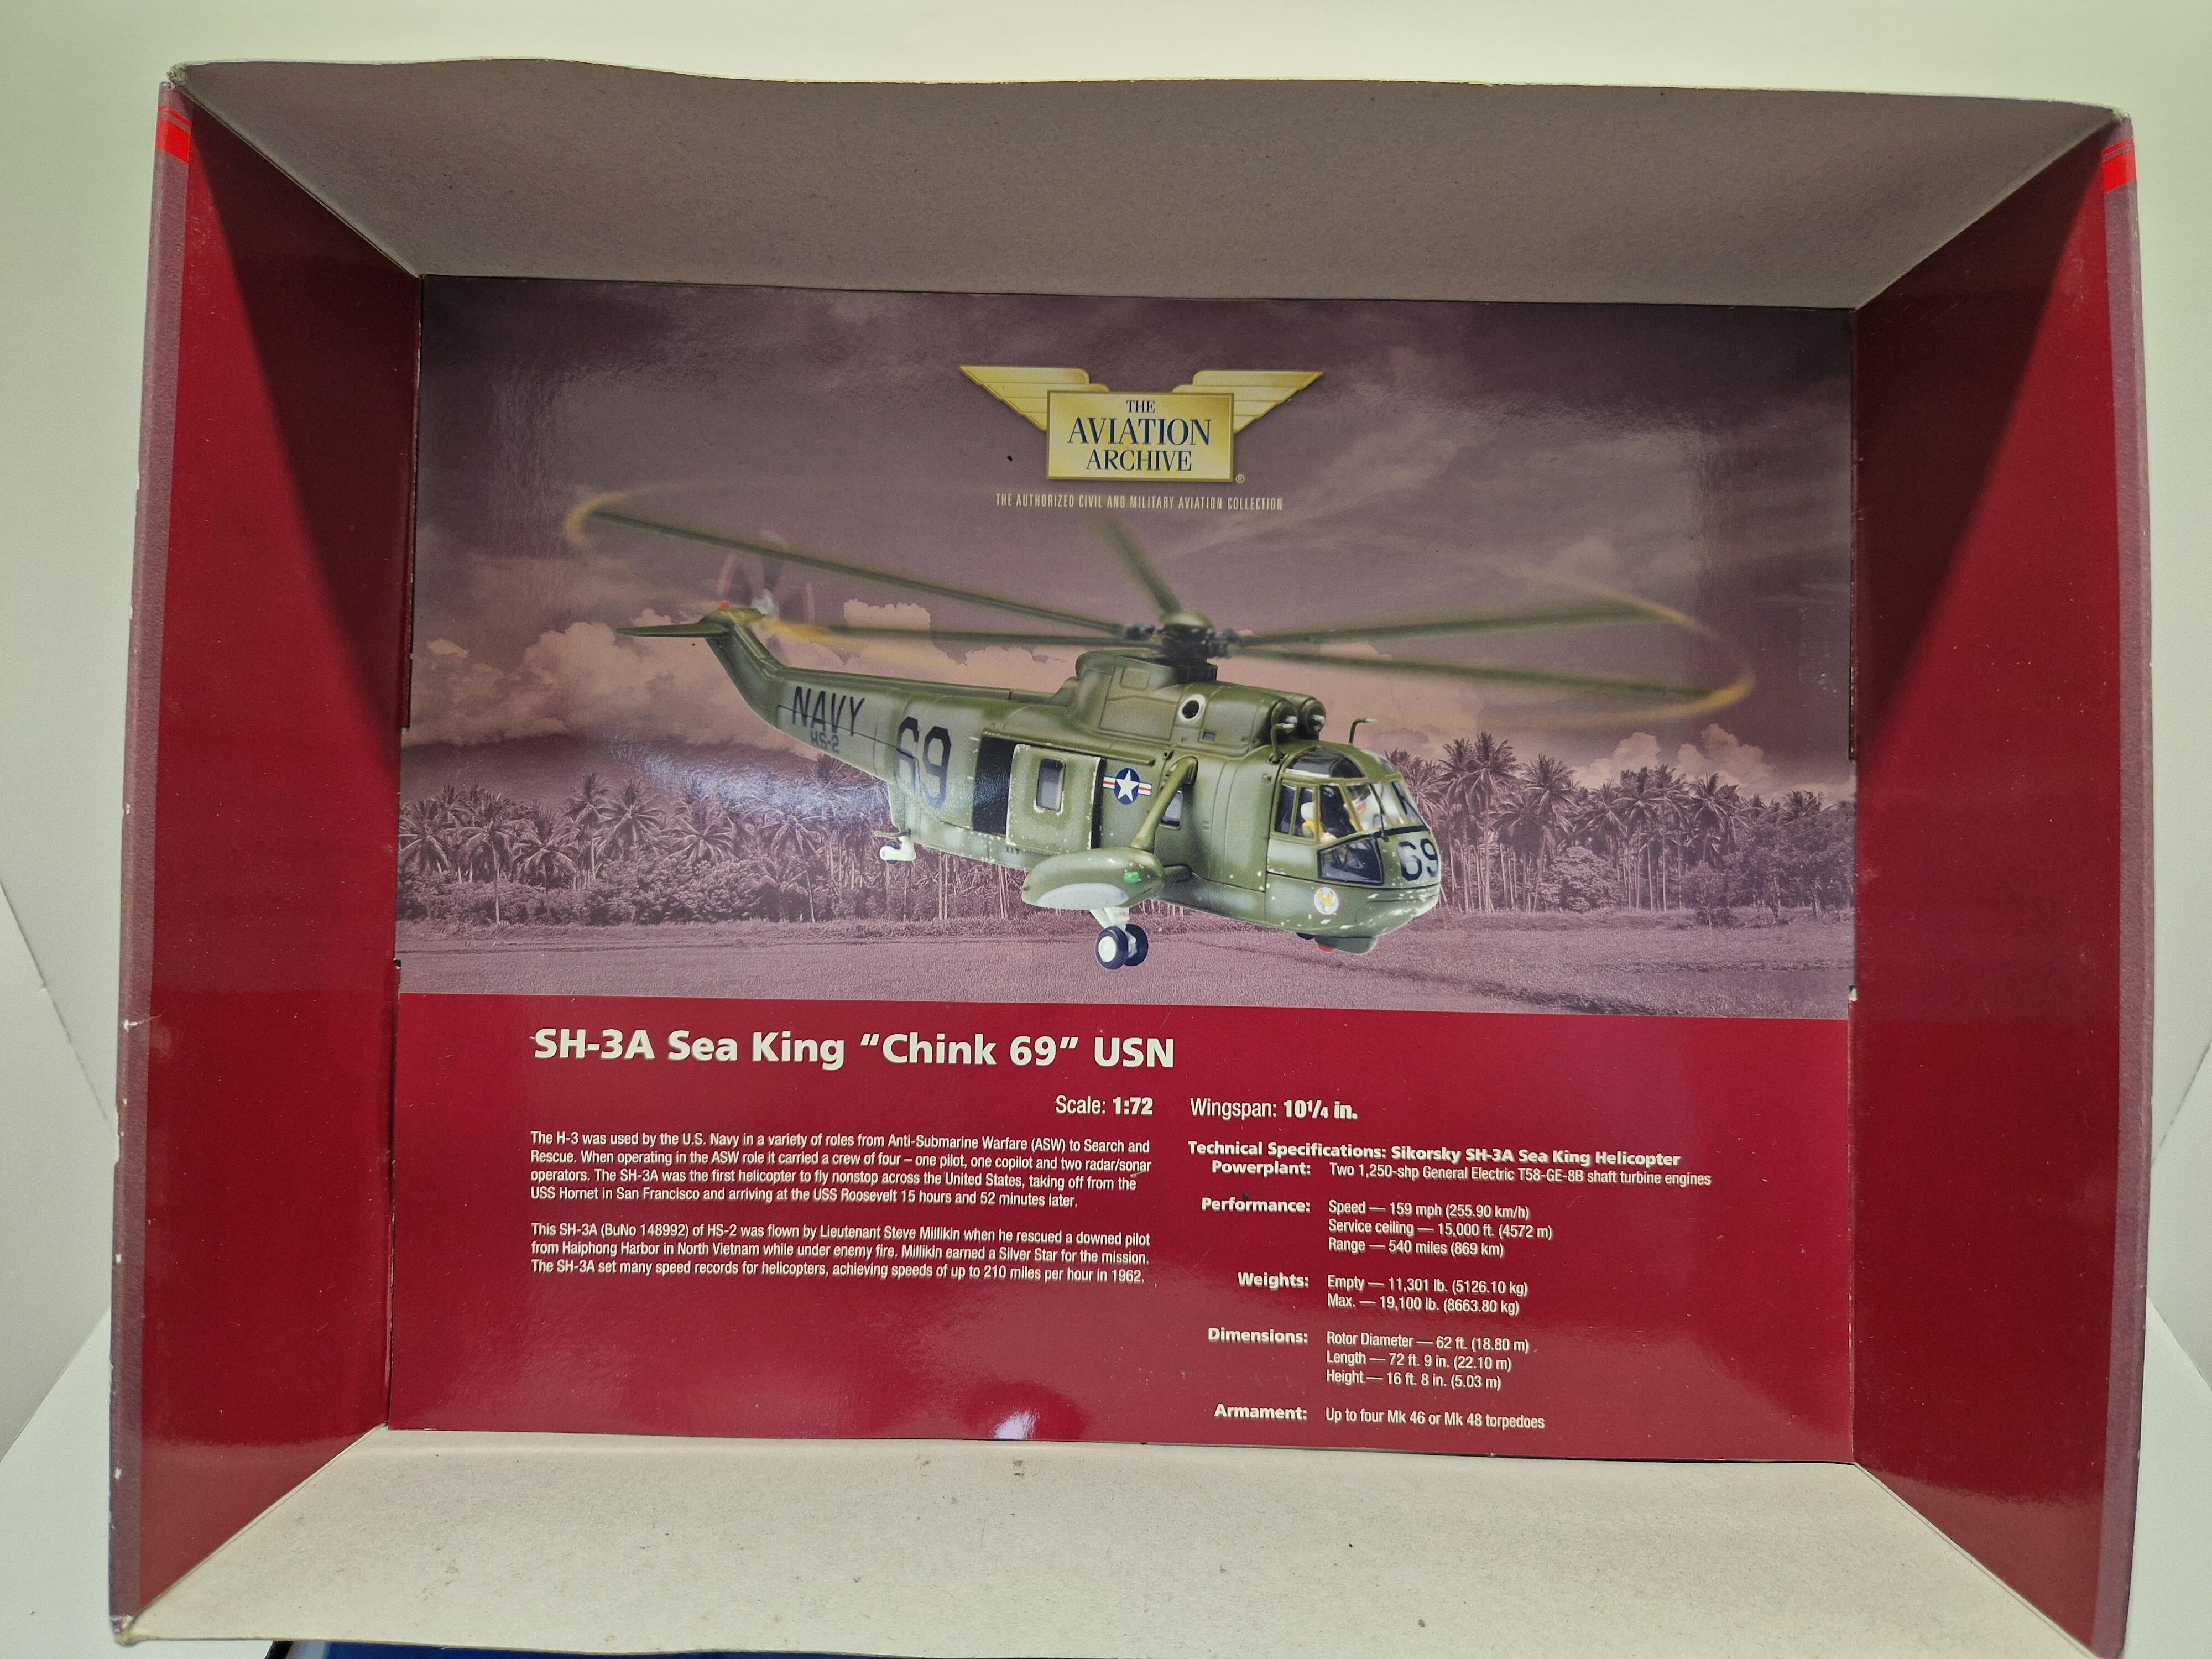 THE
AVIATION
ARCHIVE
®
THE AUTHORIZED CIVIL AND MILITARY AVIATION COLLECTION
NAVY
HS-2
69
69
SH-3A Sea King “Chink 69” USN
Scale: 1:72
Wingspan: 10¼ in.
The H-3 was used by the U.S. Navy in a variety of roles from Anti-Submarine Warfare (ASW) to Search and
Rescue. When operating in the ASW role it carried a crew of four – one pilot, one copilot and two radar/sonar
operators. The SH-3A was the first helicopter to fly nonstop across the United States, taking off from the
USS Hornet in San Francisco and arriving at the USS Roosevelt 15 hours and 52 minutes later.
This SH-3A (BuNo 148992) of HS-2 was flown by Lieutenant Steve Millikin when he rescued a downed pilot
from Haiphong Harbor in North Vietnam while under enemy fire. Millikin earned a Silver Star for the mission.
The SH-3A set many speed records for helicopters, achieving speeds of up to 210 miles per hour in 1962.
Technical Specifications: Sikorsky SH-3A Sea King Helicopter
Powerplant: Two 1,250-shp General Electric T58-GE-8B shaft turbine engines
Performance: Speed — 159 mph (255.90 km/h)
Service ceiling — 15,000 ft. (4572 m)
Range — 540 miles (869 km)
Weights: Empty — 11,301 lb. (5126.10 kg)
Max. — 19,100 lb. (8663.80 kg)
Dimensions: Rotor Diameter — 62 ft. (18.80 m)
Length — 72 ft. 9 in. (22.10 m)
Height — 16 ft. 8 in. (5.03 m)
Armament: Up to four Mk 46 or Mk 48 torpedoes